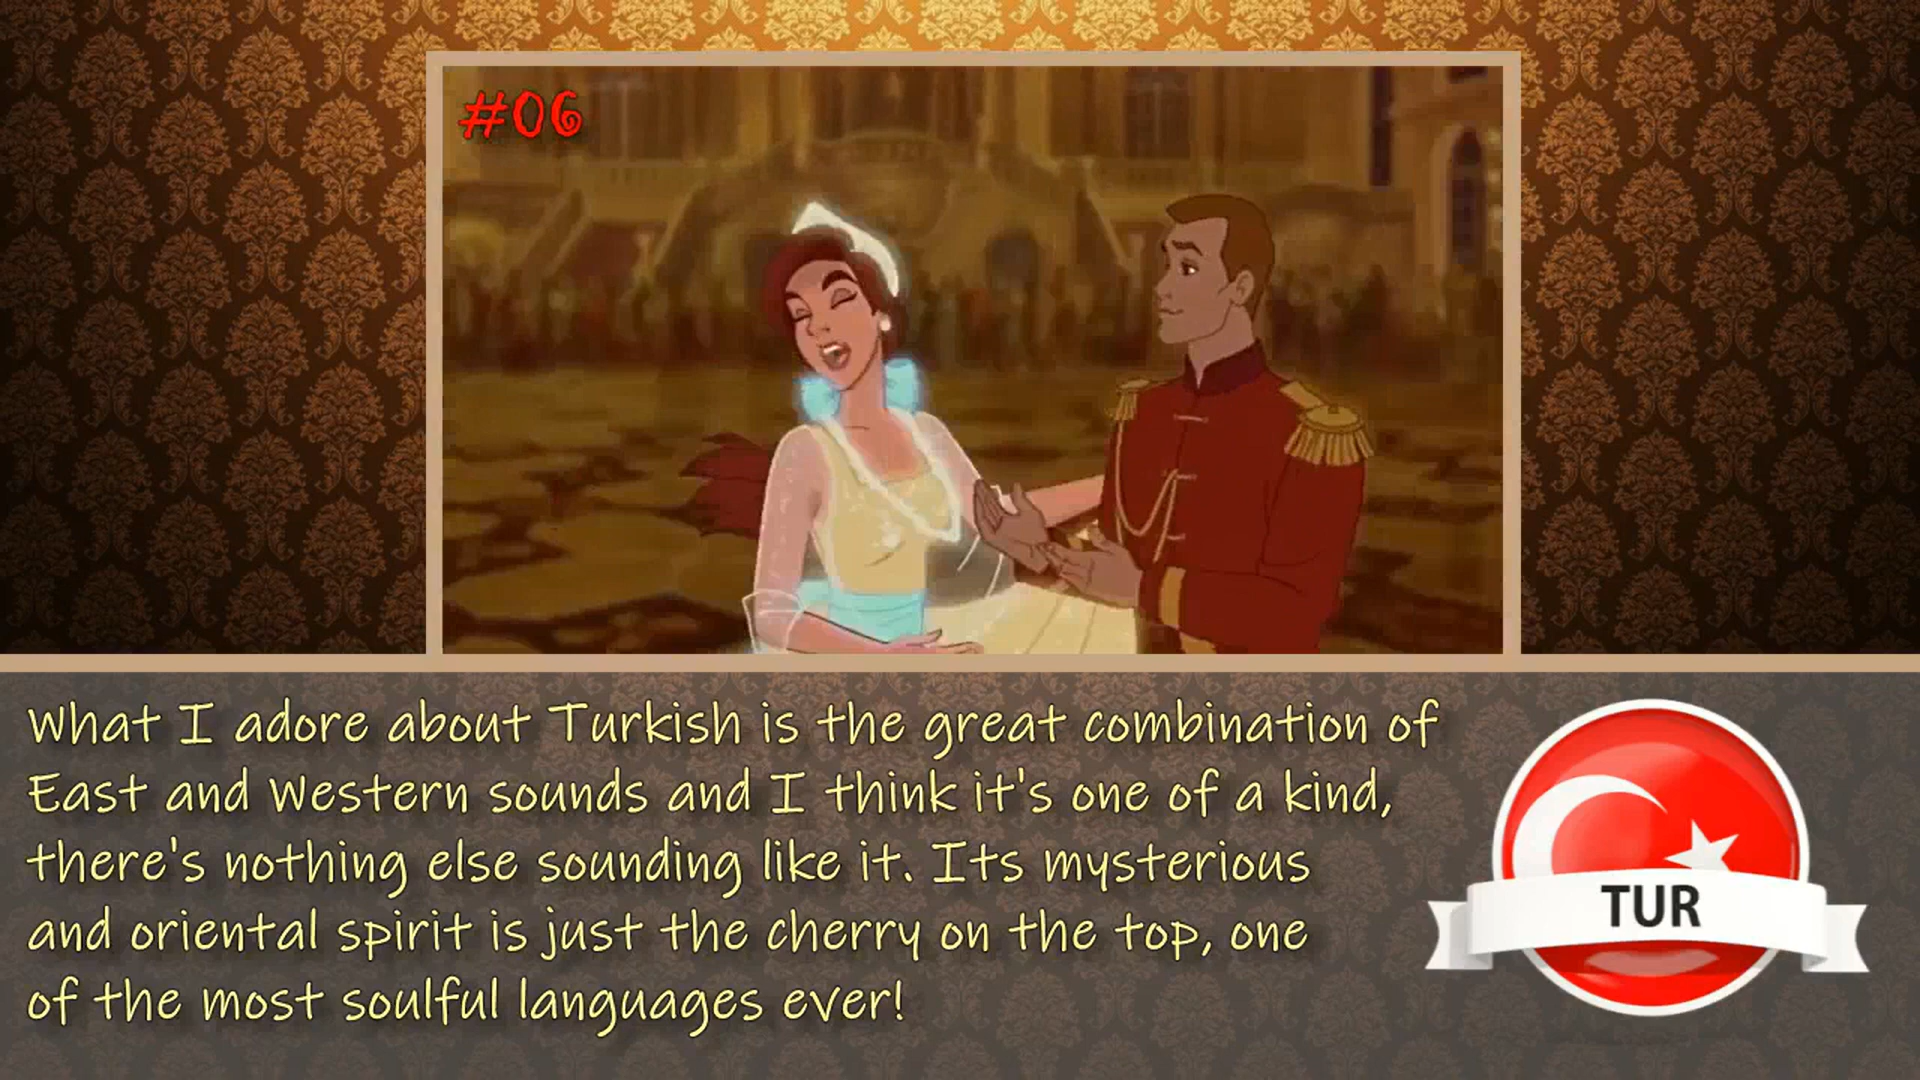 #06
What I adore about Turkish is the great combination of
East and Western sounds and I think it's one of a kind,
there's nothing else sounding like it. Its mysterious
and oriental spirit is just the cherry on the top, one
of the most soulful languages ever!
TUR